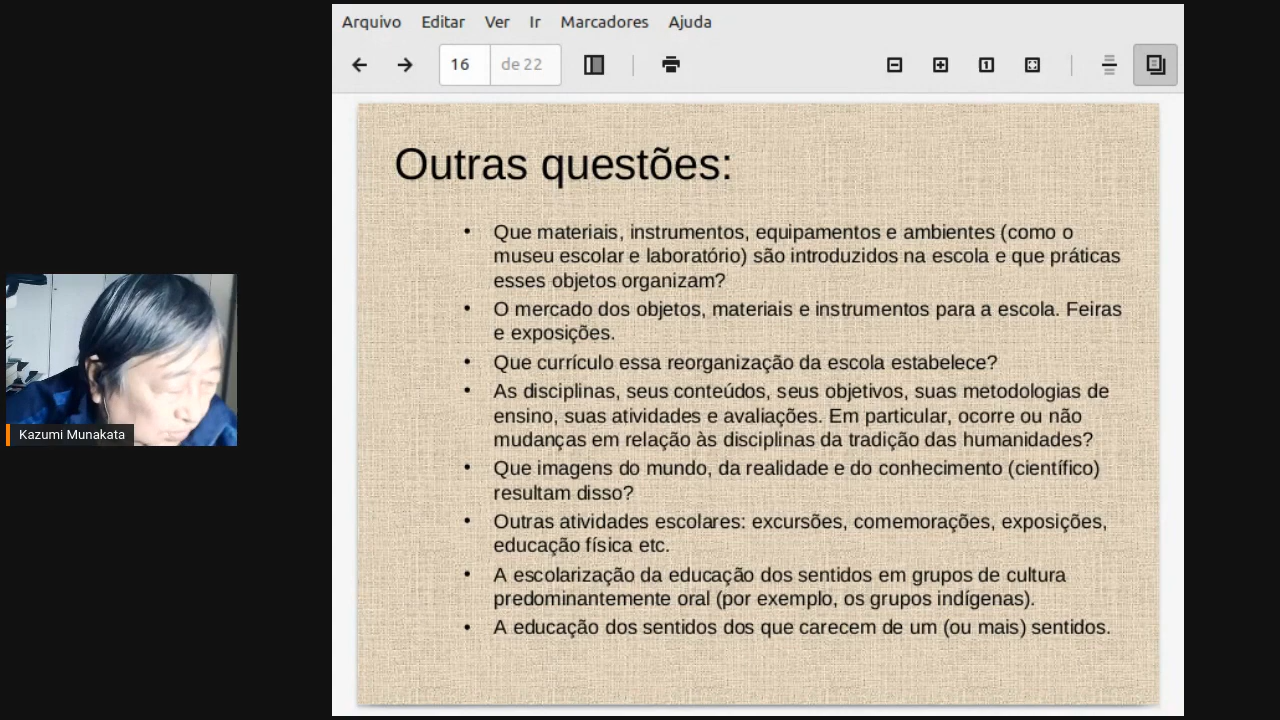 Arquivo Editar Ver Ir Marcadores Ajuda
16 de 22
1
Outras questões:
• Que materiais, instrumentos, equipamentos e ambientes (como o
museu escolar e laboratório) são introduzidos na escola e que práticas
esses objetos organizam?
• O mercado dos objetos, materiais e instrumentos para a escola. Feiras
e exposições.
• Que currículo essa reorganização da escola estabelece?
• As disciplinas, seus conteúdos, seus objetivos, suas metodologias de
ensino, suas atividades e avaliações. Em particular, ocorre ou não
mudanças em relação às disciplinas da tradição das humanidades?
• Que imagens do mundo, da realidade e do conhecimento (científico)
resultam disso?
• Outras atividades escolares: excursões, comemorações, exposições,
educação física etc.
• A escolarização da educação dos sentidos em grupos de cultura
predominantemente oral (por exemplo, os grupos indígenas).
• A educação dos sentidos dos que carecem de um (ou mais) sentidos.
Kazumi Munakata